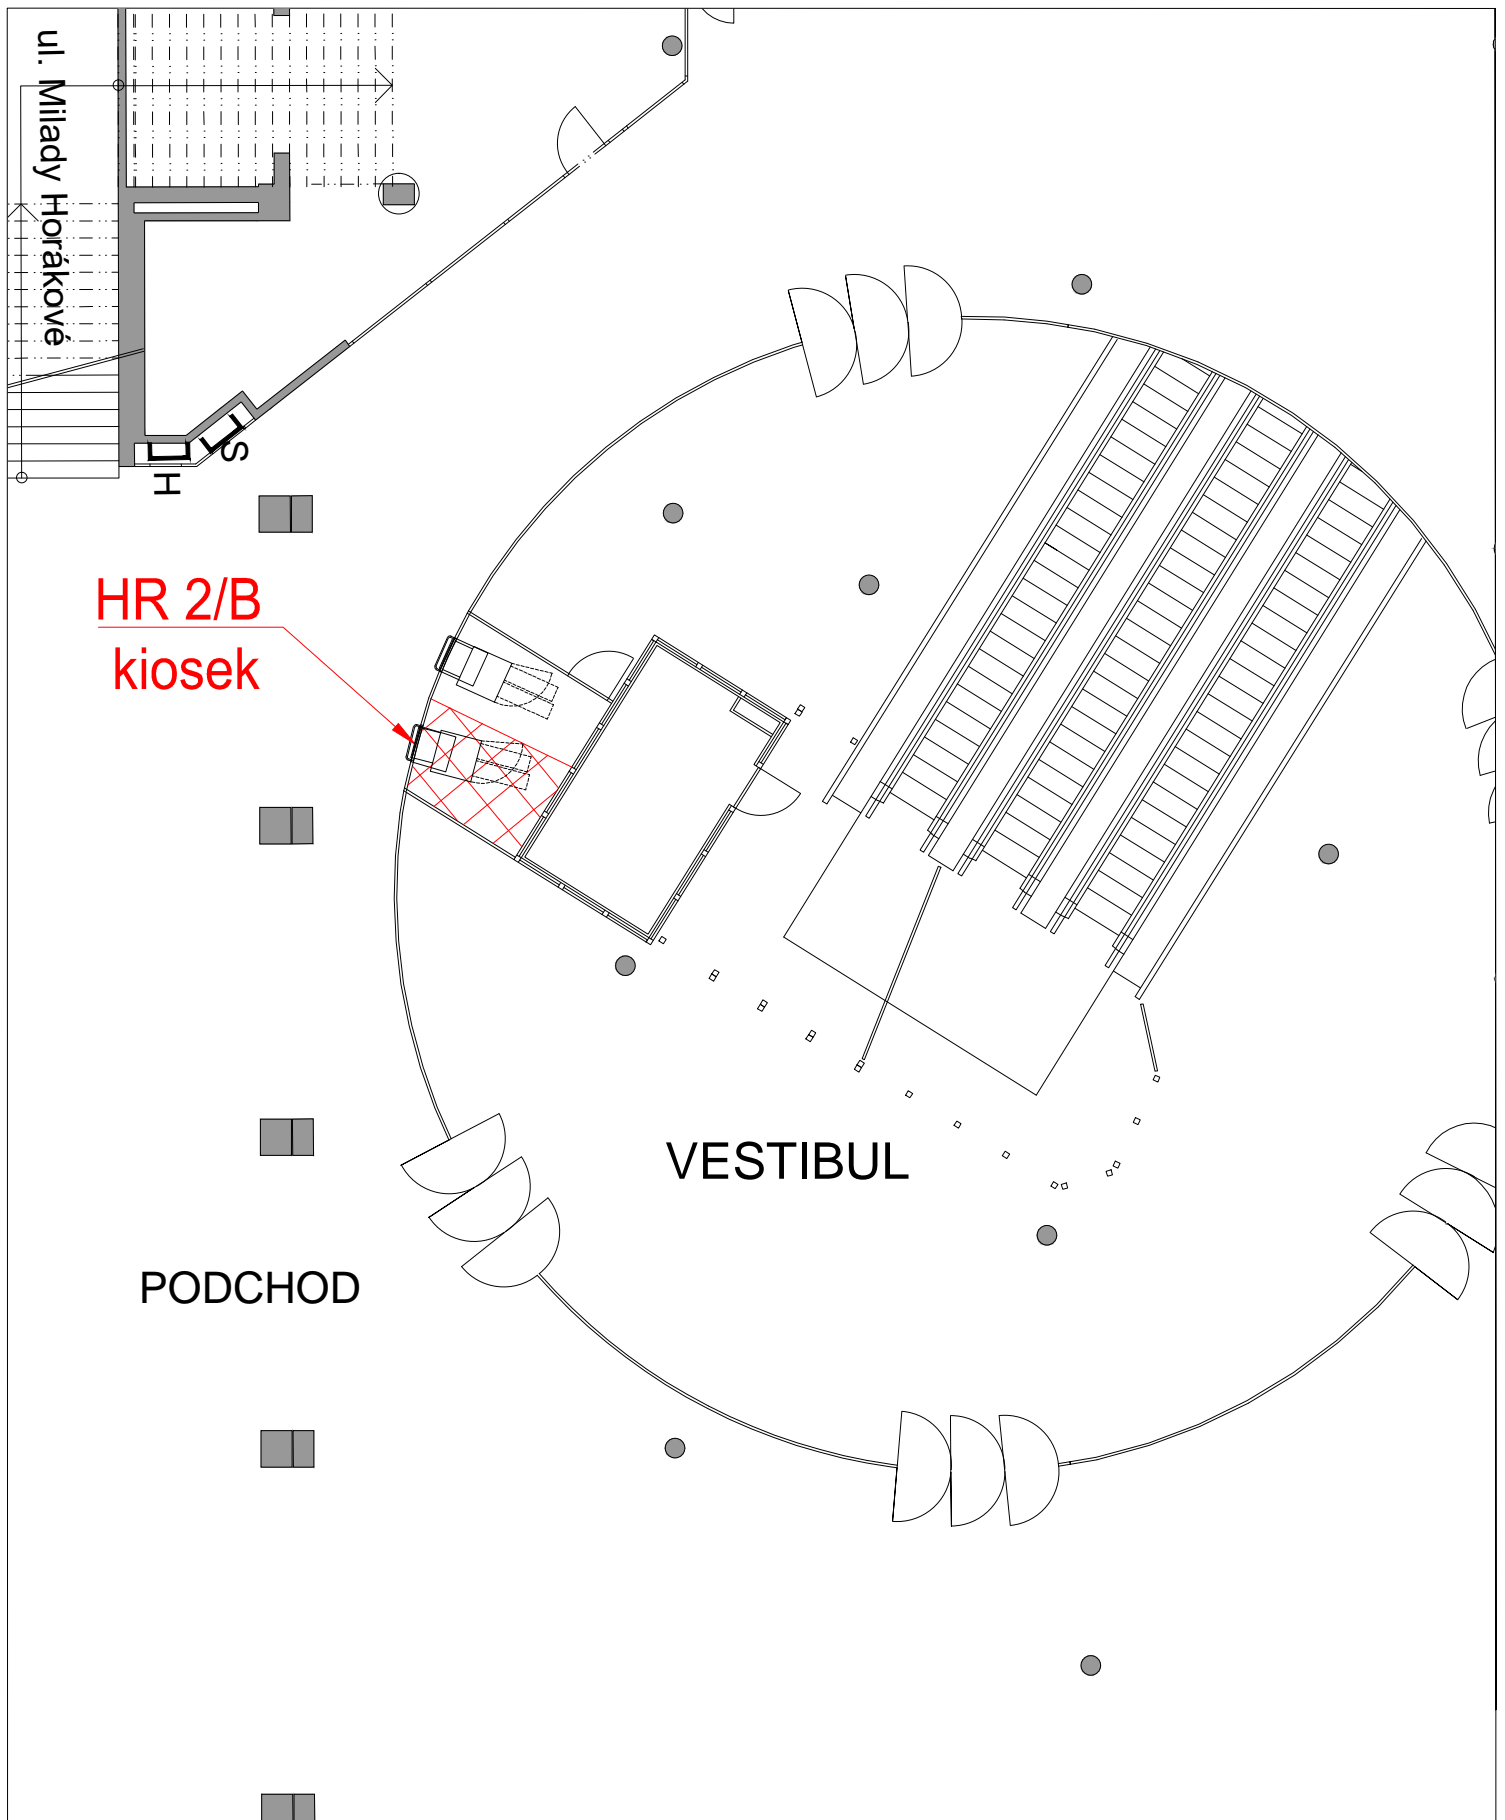 ul. Milady Horákové
S
H
HR 2/B
kiosek
VESTIBUL
PODCHOD